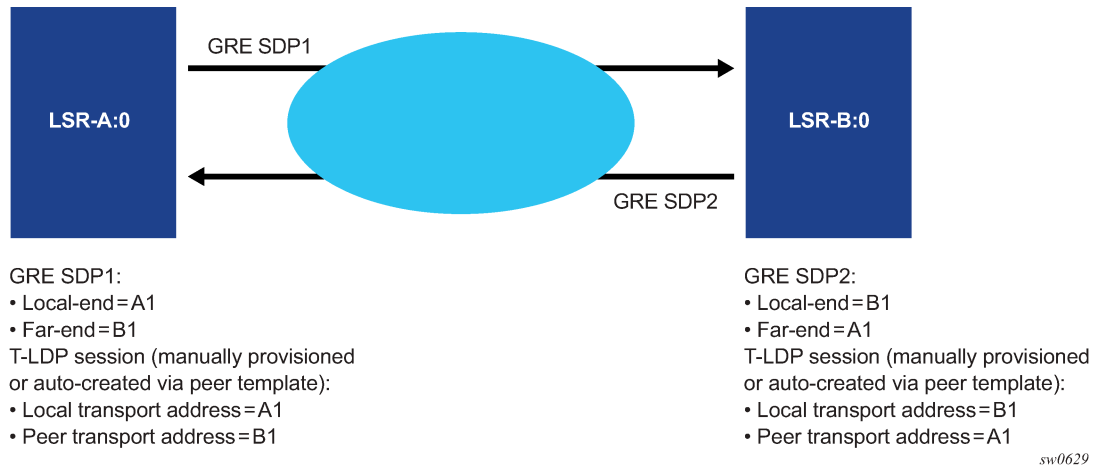 GRE SDP1
LSR-A:0
LSR-B:0
GRE SDP2
GRE SDP1:
• Local-end=A1
• Far-end=B1
T-LDP session (manually provisioned
or auto-created via peer template):
• Local transport address=A1
• Peer transport address=B1
GRE SDP2:
• Local-end=B1
• Far-end=A1
T-LDP session (manually provisioned
or auto-created via peer template):
• Local transport address=B1
• Peer transport address=A1
sw0629